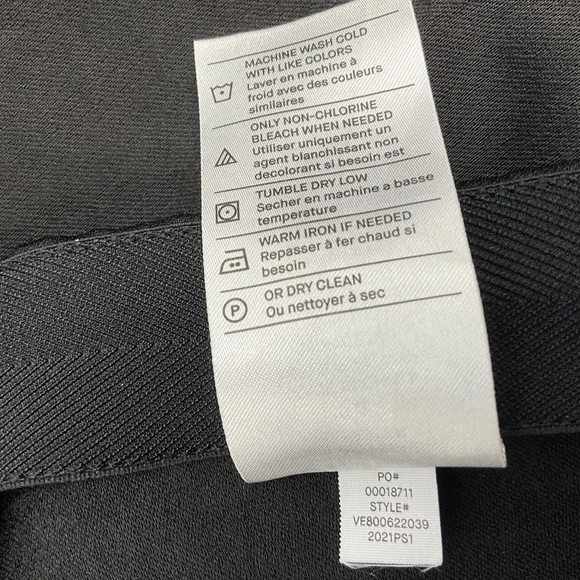 MACHINE WASH COLD
WITH LIKE COLORS
Laver en machine à
froid avec des couleurs
similaires
ONLY NON-CHLORINE
BLEACH WHEN NEEDED
Utiliser uniquement un
agent blanchissant non
decolorant si besoin est
TUMBLE DRY LOW
Secher en machine a basse
temperature
WARM IRON IF NEEDED
Repasser à fer chaud si
besoin
P
OR DRY CLEAN
Ou nettoyer à sec
PO#
00018711
STYLE#
VE800622039
2021PS1